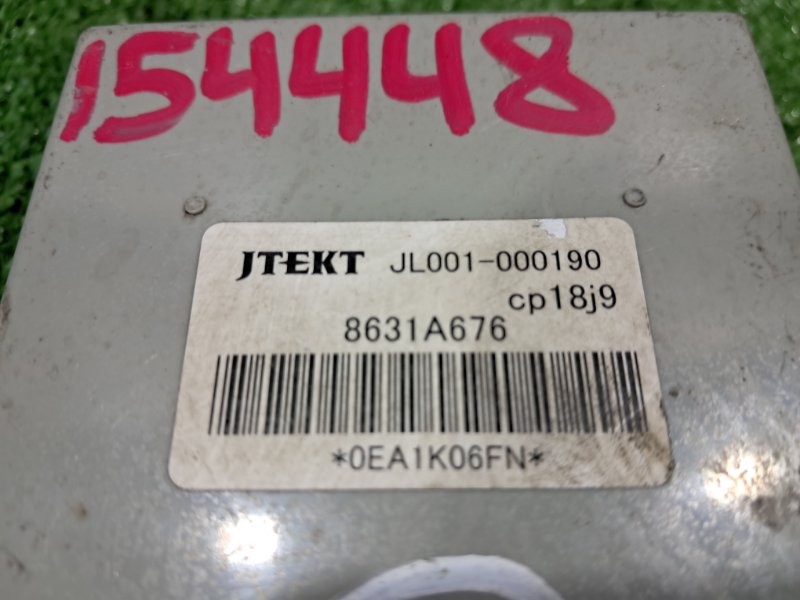 154448
JTEKT JL001-000190
cp18j9
8631A676
*0EA1K06FN*